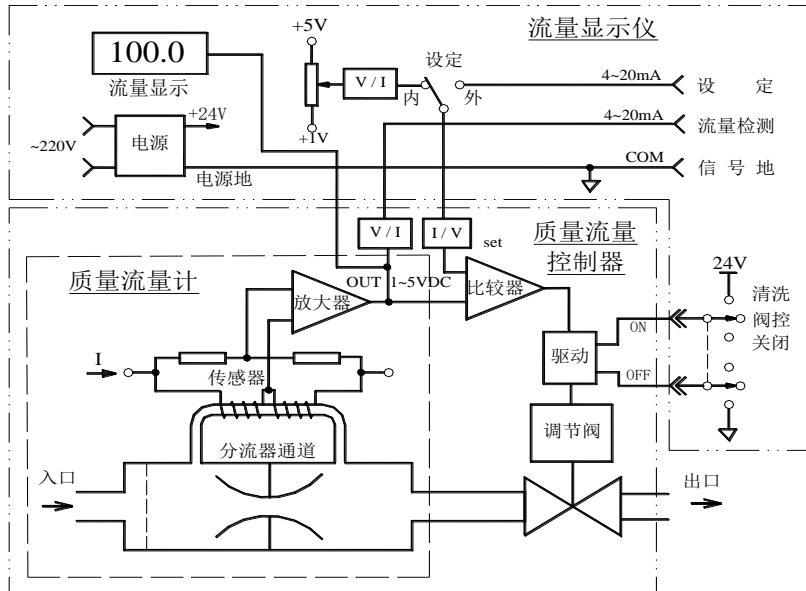 流量显示仪
+5V
100.0
流量显示
设定
V / I
内
外
4~20mA
设 定
+24V
电源
~220V
+1V
4~20mA
流量检测
COM
信 号 地
电源地
V / I
I / V
set
质量流量
控制器
质量流量计
OUT
1~5VDC
放大器
比较器
24V
清洗
阀控
关闭
ON
OFF
驱动
I
传感器
分流器通道
调节阀
入口
出口